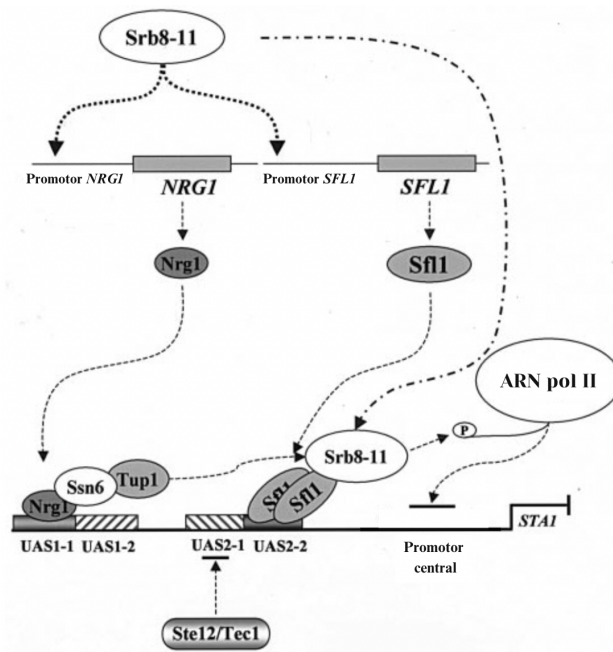 Srb8-11
Promotor NRG1
NRG1
Promotor SFL1
SFL1
Nrg1
Sfl1
ARN pol II
P
Srb8-11
Ssn6
Tup1
Nrg1
Sfl1
Sfl1
UAS1-1
UAS1-2
UAS2-1
UAS2-2
Promotor
central
STA1
Ste12/Tec1